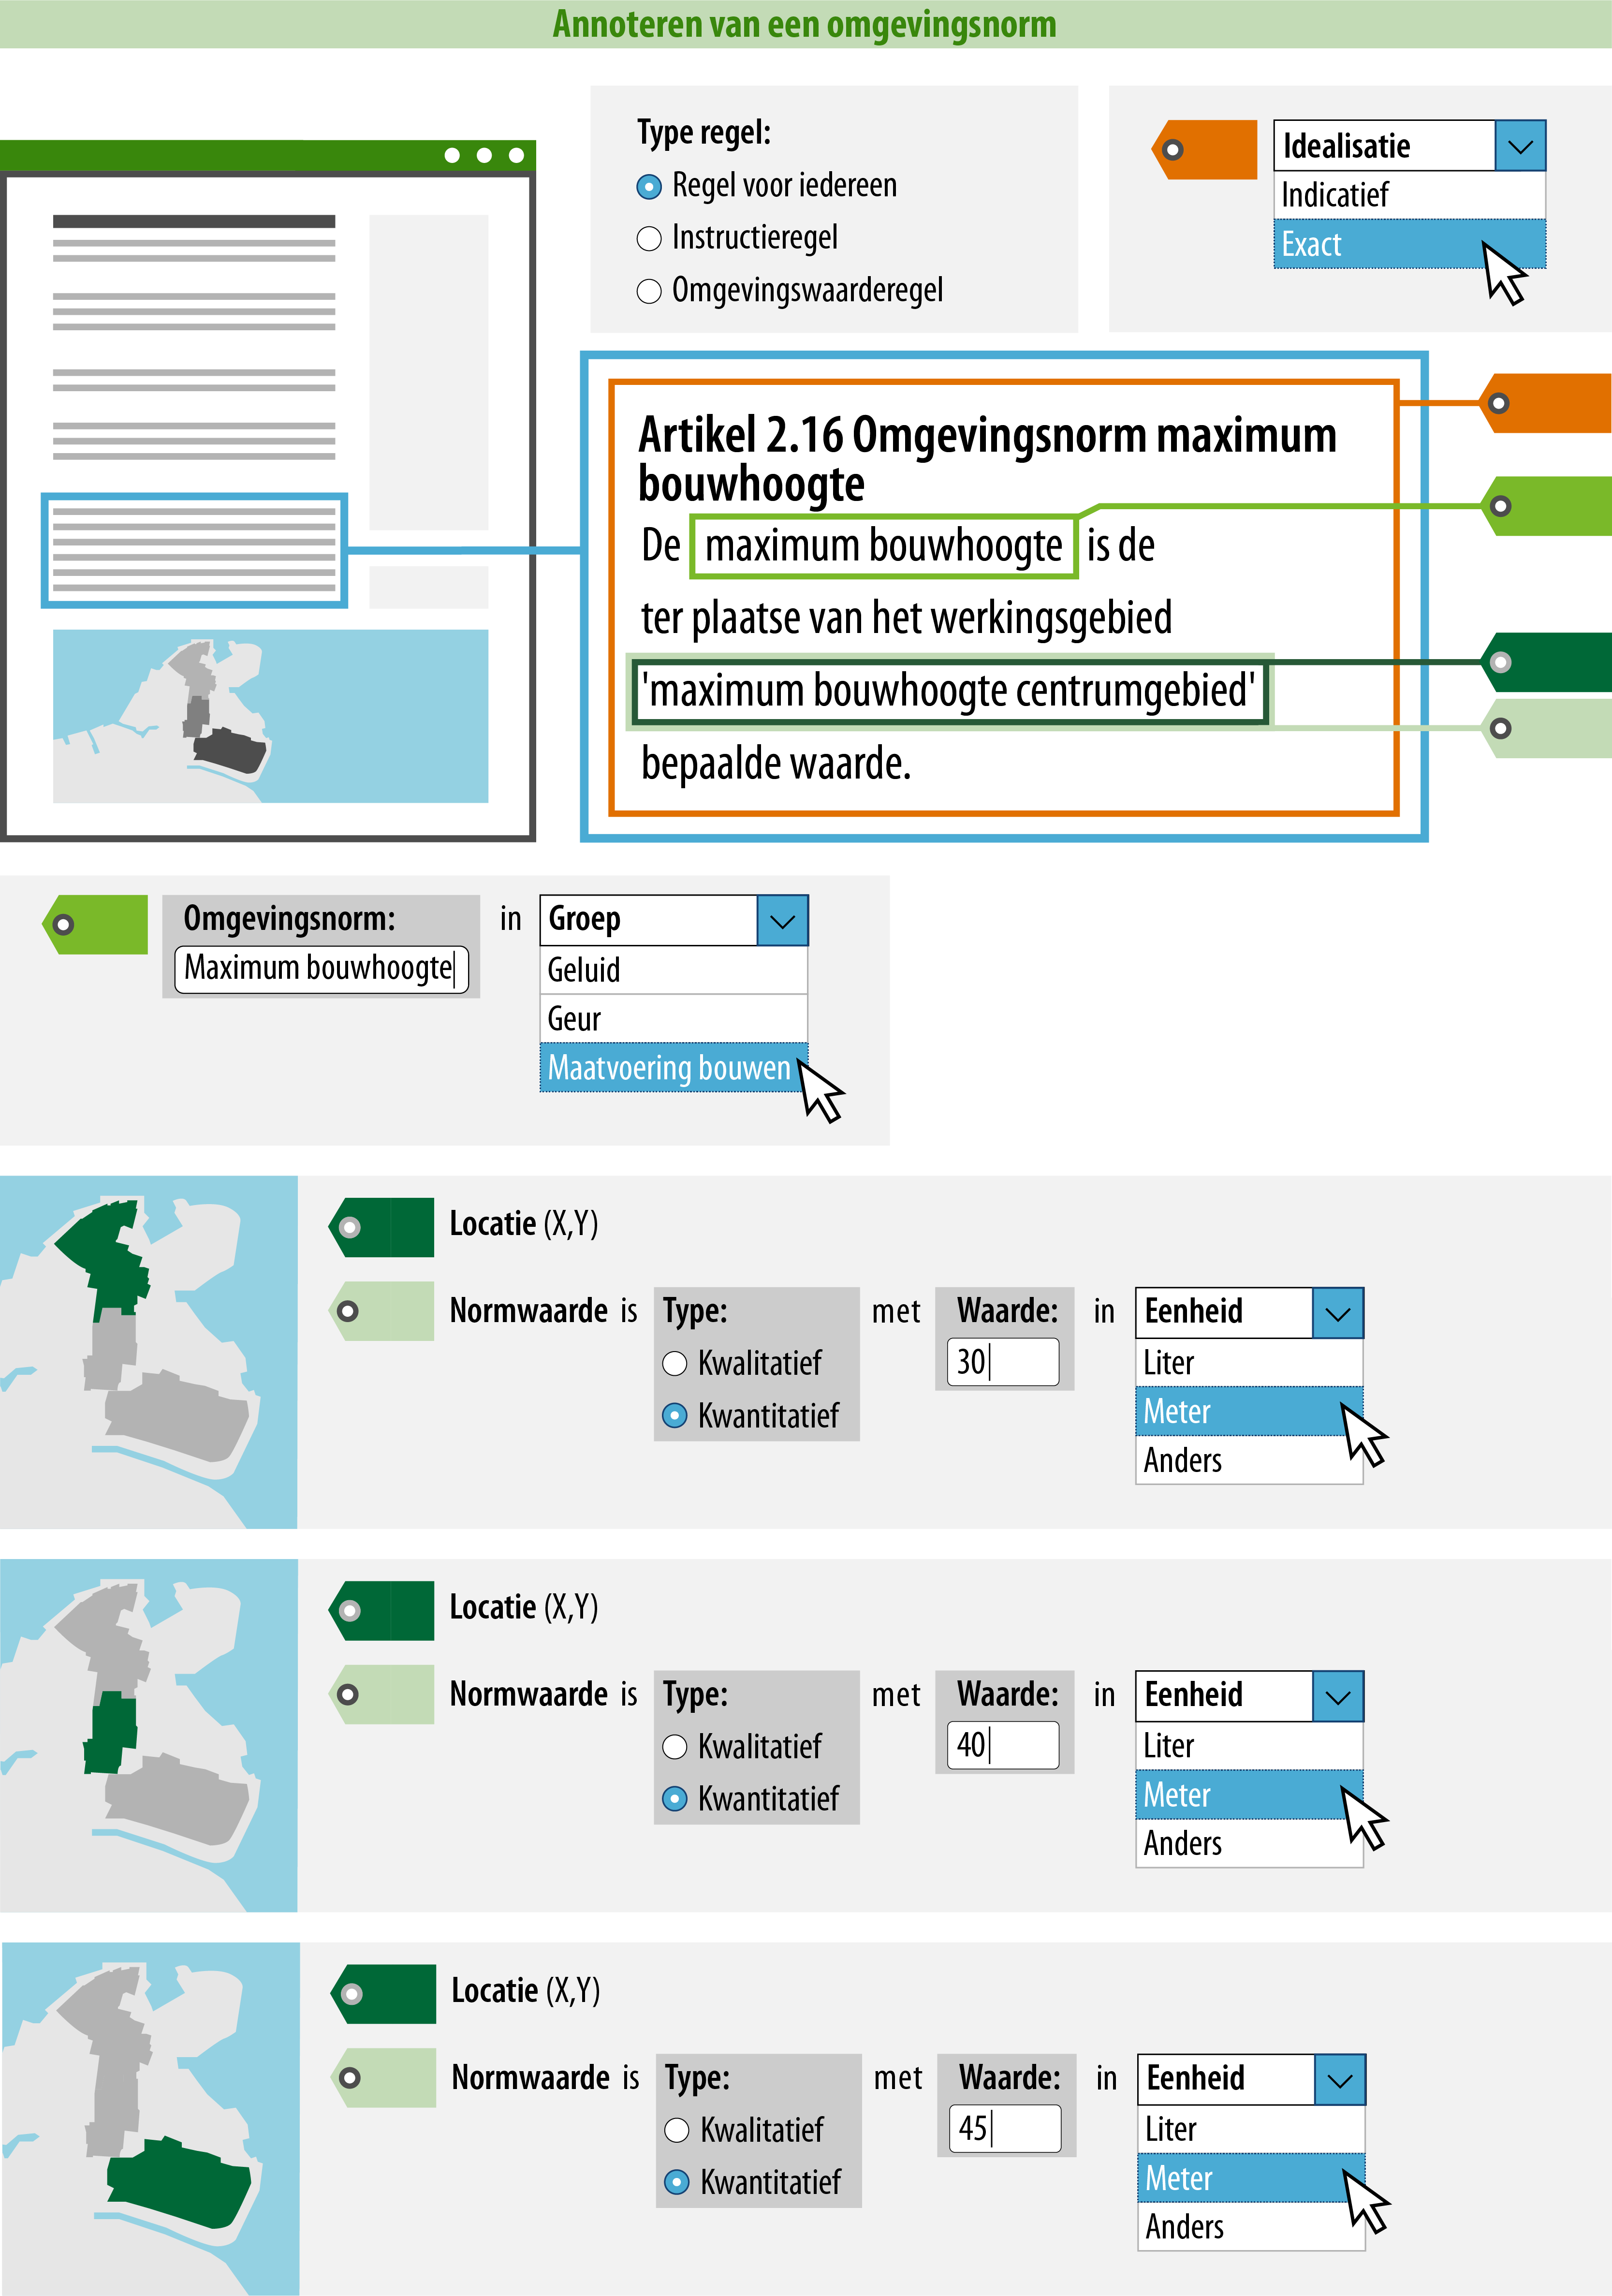 Annoteren van een omgevingsnorm
Type regel:
Regel voor iedereen
Instructieregel
Omgevingswaarderegel
Idealisatie
Indicatief
Exact
Artikel 2.16 Omgevingsnorm maximum
bouwhoogte
De maximum bouwhoogte is de
ter plaatse van het werkingsgebied
'maximum bouwhoogte centrumgebied'
bepaalde waarde.
Omgevingsnorm:
Maximum bouwhoogte
in
Groep
Geluid
Geur
Maatvoering bouwen
Locatie (X,Y)
Normwaarde is
Type:
Kwalitatief
Kwantitatief
met
Waarde:
30
in
Eenheid
Liter
Meter
Anders
Locatie (X,Y)
Normwaarde is
Type:
Kwalitatief
Kwantitatief
met
Waarde:
40
in
Eenheid
Liter
Meter
Anders
Locatie (X,Y)
Normwaarde is
Type:
Kwalitatief
Kwantitatief
met
Waarde:
45
in
Eenheid
Liter
Meter
Anders